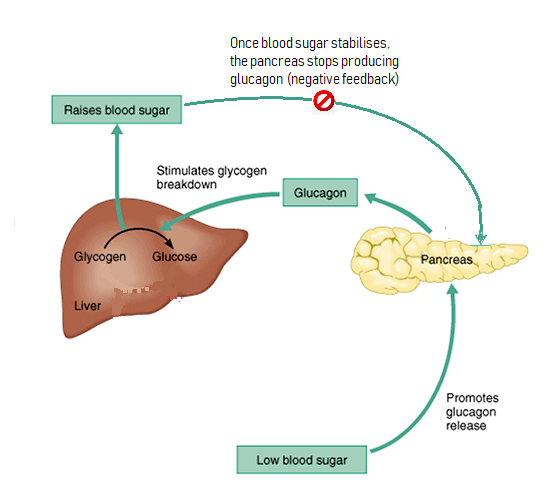 Once blood sugar stabilises,
the pancreas stops producing
glucagon (negative feedback)
Raises blood sugar
Stimulates glycogen
breakdown
Glucagon
Glycogen
Glucose
Pancreas
Liver
Promotes
glucagon
release
Low blood sugar